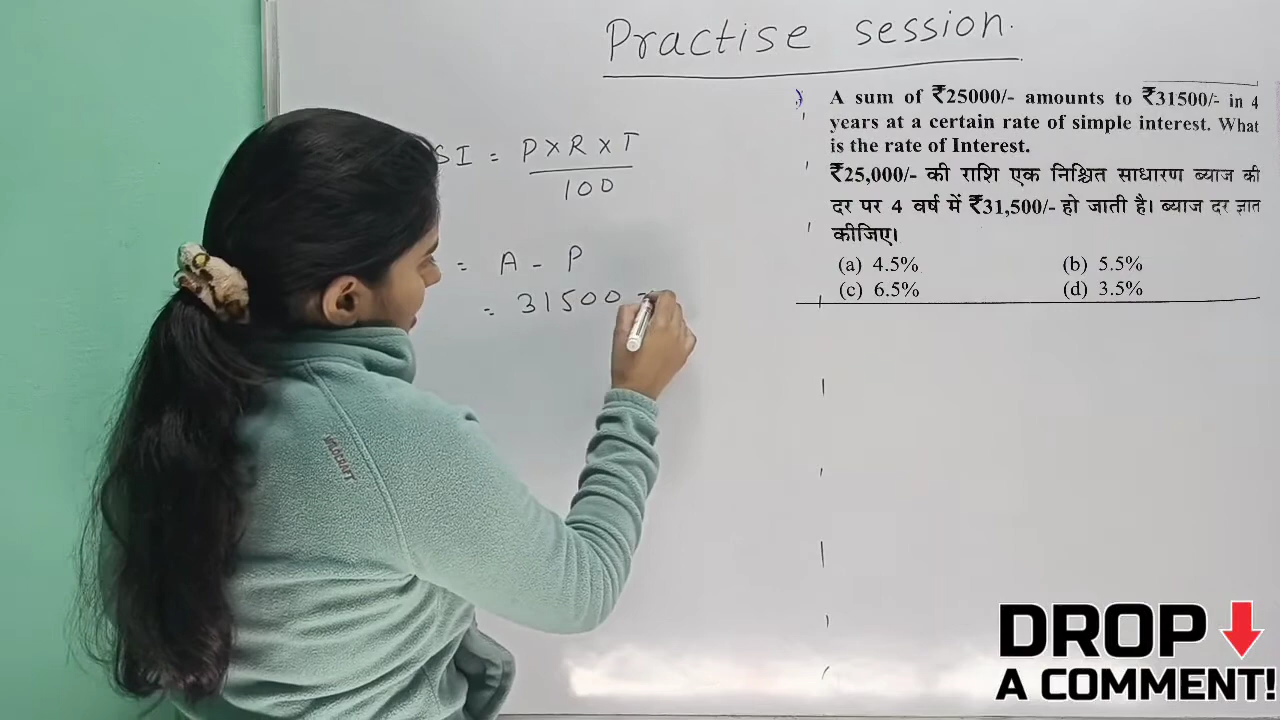 Practise session.
SI = P × R × T
100
= A - P
= 31500 -
A sum of ₹25000/- amounts to ₹31500/- in 4
years at a certain rate of simple interest. What
is the rate of Interest.
₹25,000/- की राशि एक निश्चित साधारण ब्याज की
दर पर 4 वर्ष में ₹31,500/- हो जाती है। ब्याज दर ज्ञात
कीजिए।
(a) 4.5% (b) 5.5%
(c) 6.5% (d) 3.5%
DROP
A COMMENT!